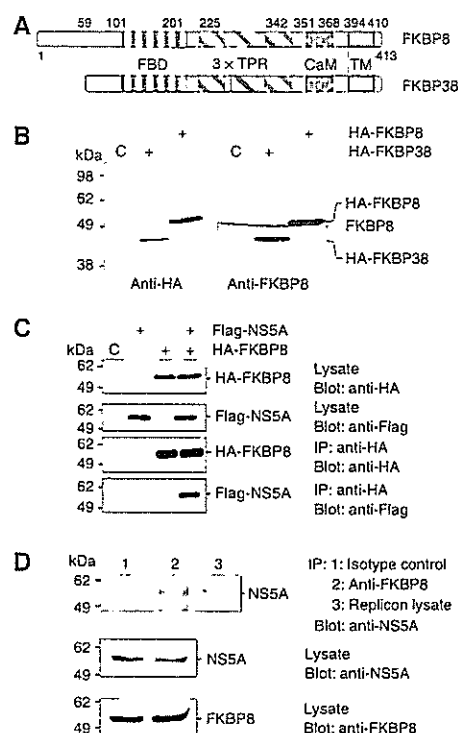 A
59 101 201 225 342 351 368 394 410
FKBP8
1 413
FBD 3 × TPR CaM TM
FKBP38
B
+ + HA-FKBP8
kDa C + C + HA-FKBP38
98
62
49
38
HA-FKBP8
FKBP8
HA-FKBP38
Anti-HA Anti-FKBP8
C
+ + Flag-NS5A
kDa C + + HA-FKBP8
62
49
HA-FKBP8
Lysate
Blot: anti-HA
62
49
Flag-NS5A
Lysate
Blot: anti-Flag
62
49
HA-FKBP8
IP: anti-HA
Blot: anti-HA
62
49
Flag-NS5A
IP: anti-HA
Blot: anti-Flag
D
kDa 1 2 3
62
49
NS5A
IP: 1: Isotype control
2: Anti-FKBP8
3: Replicon lysate
Blot: anti-NS5A
62
49
NS5A
Lysate
Blot: anti-NS5A
62
49
FKBP8
Lysate
Blot: anti-FKBP8